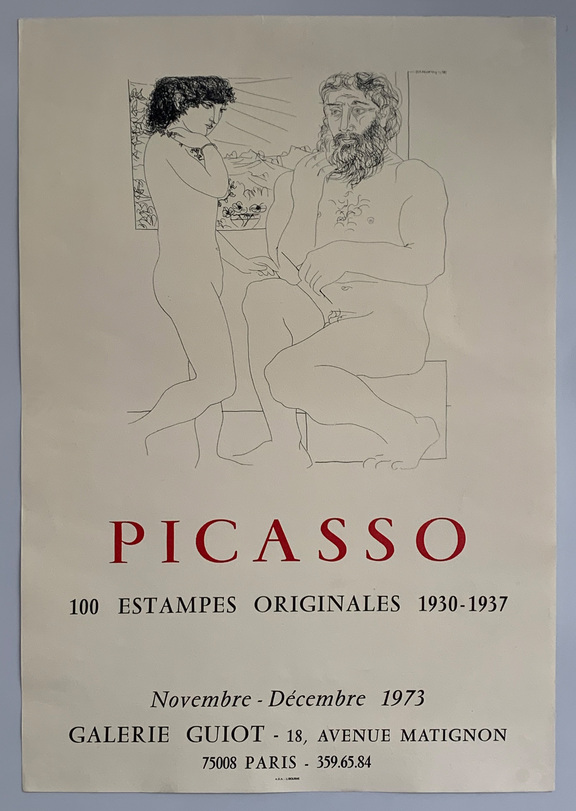 PICASSO
100 ESTAMPES ORIGINALES 1930-1937
Novembre - Décembre 1973
GALERIE GUIOT - 18, AVENUE MATIGNON
75008 PARIS - 359.65.84